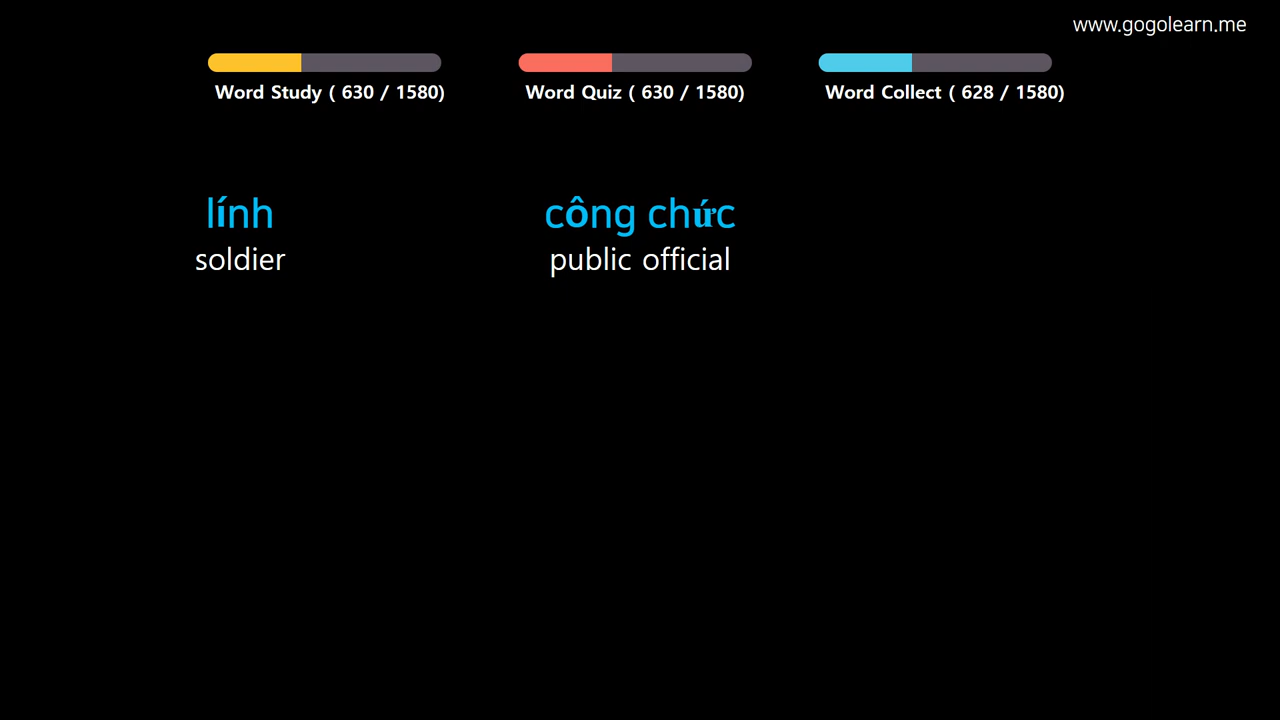 www.gogolearn.me
Word Study ( 630 / 1580)
Word Quiz ( 630 / 1580)
Word Collect ( 628 / 1580)
lính
soldier
công chức
public official